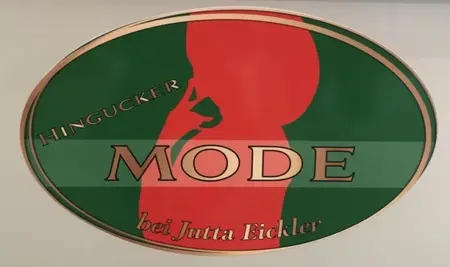 HINGUCKER
MODE
bei Jutta Eickler